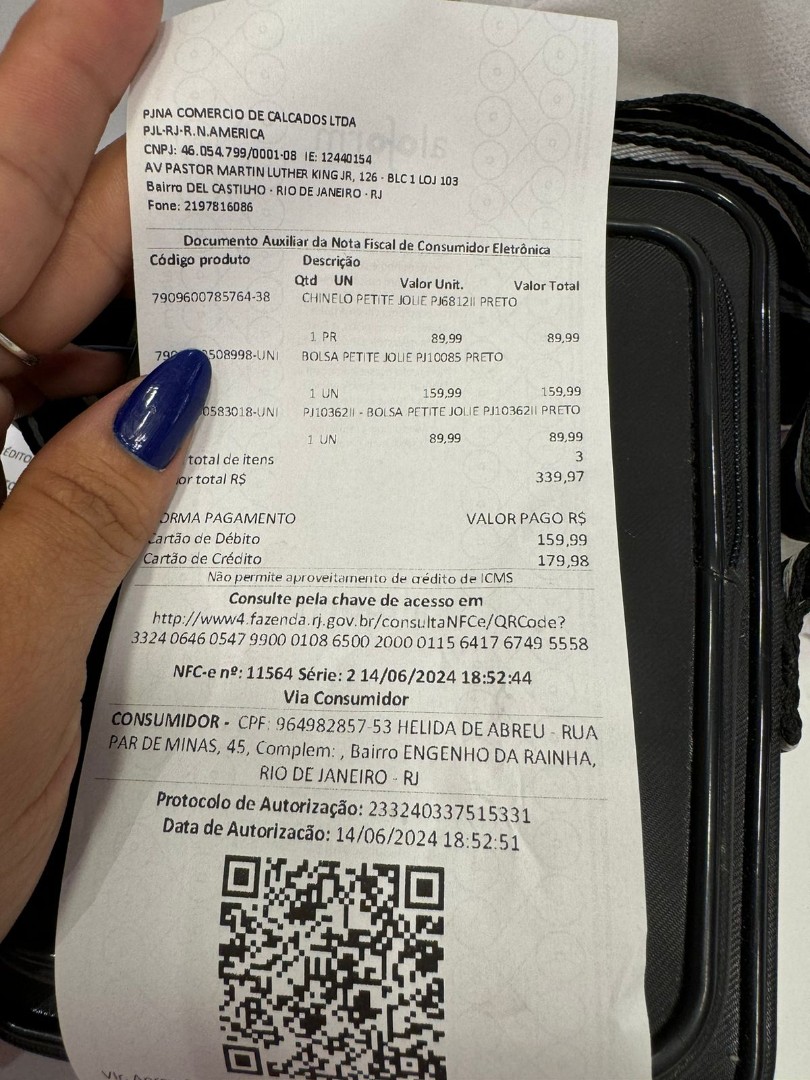 PJNA COMERCIO DE CALCADOS LTDA
PJL-RJ-R.N.AMERICA
CNPJ: 46.054.799/0001-08 IE: 12440154
AV PASTOR MARTIN LUTHER KING JR, 126 - BLC 1 LOJ 103
Bairro DEL CASTILHO - RIO DE JANEIRO - RJ
Fone: 2197816086
Documento Auxiliar da Nota Fiscal de Consumidor Eletrônica
Código produto Descrição
Qtd UN Valor Unit. Valor Total
7909600785764-38 CHINELO PETITE JOLIE PJ6812II PRETO
1 PR 89,99 89,99
508998-UNI BOLSA PETITE JOLIE PJ10085 PRETO
1 UN 159,99 159,99
0583018-UNI PJ10362II - BOLSA PETITE JOLIE PJ10362II PRETO
1 UN 89,99 89,99
total de itens 3
or total R$ 339,97
ORMA PAGAMENTO VALOR PAGO R$
Cartão de Débito 159,99
Cartão de Crédito 179,98
Não permite aproveitamento de crédito de ICMS
Consulte pela chave de acesso em
http://www4.fazenda.rj.gov.br/consultaNFCe/QRCode?
3324 0646 0547 9900 0108 6500 2000 0115 6417 6749 5558
NFC-e nº: 11564 Série: 2 14/06/2024 18:52:44
Via Consumidor
CONSUMIDOR - CPF: 964982857-53 HELIDA DE ABREU - RUA
PAR DE MINAS, 45, Complem: , Bairro ENGENHO DA RAINHA,
RIO DE JANEIRO - RJ
Protocolo de Autorização: 233240337515331
Data de Autorizacão: 14/06/2024 18:52:51